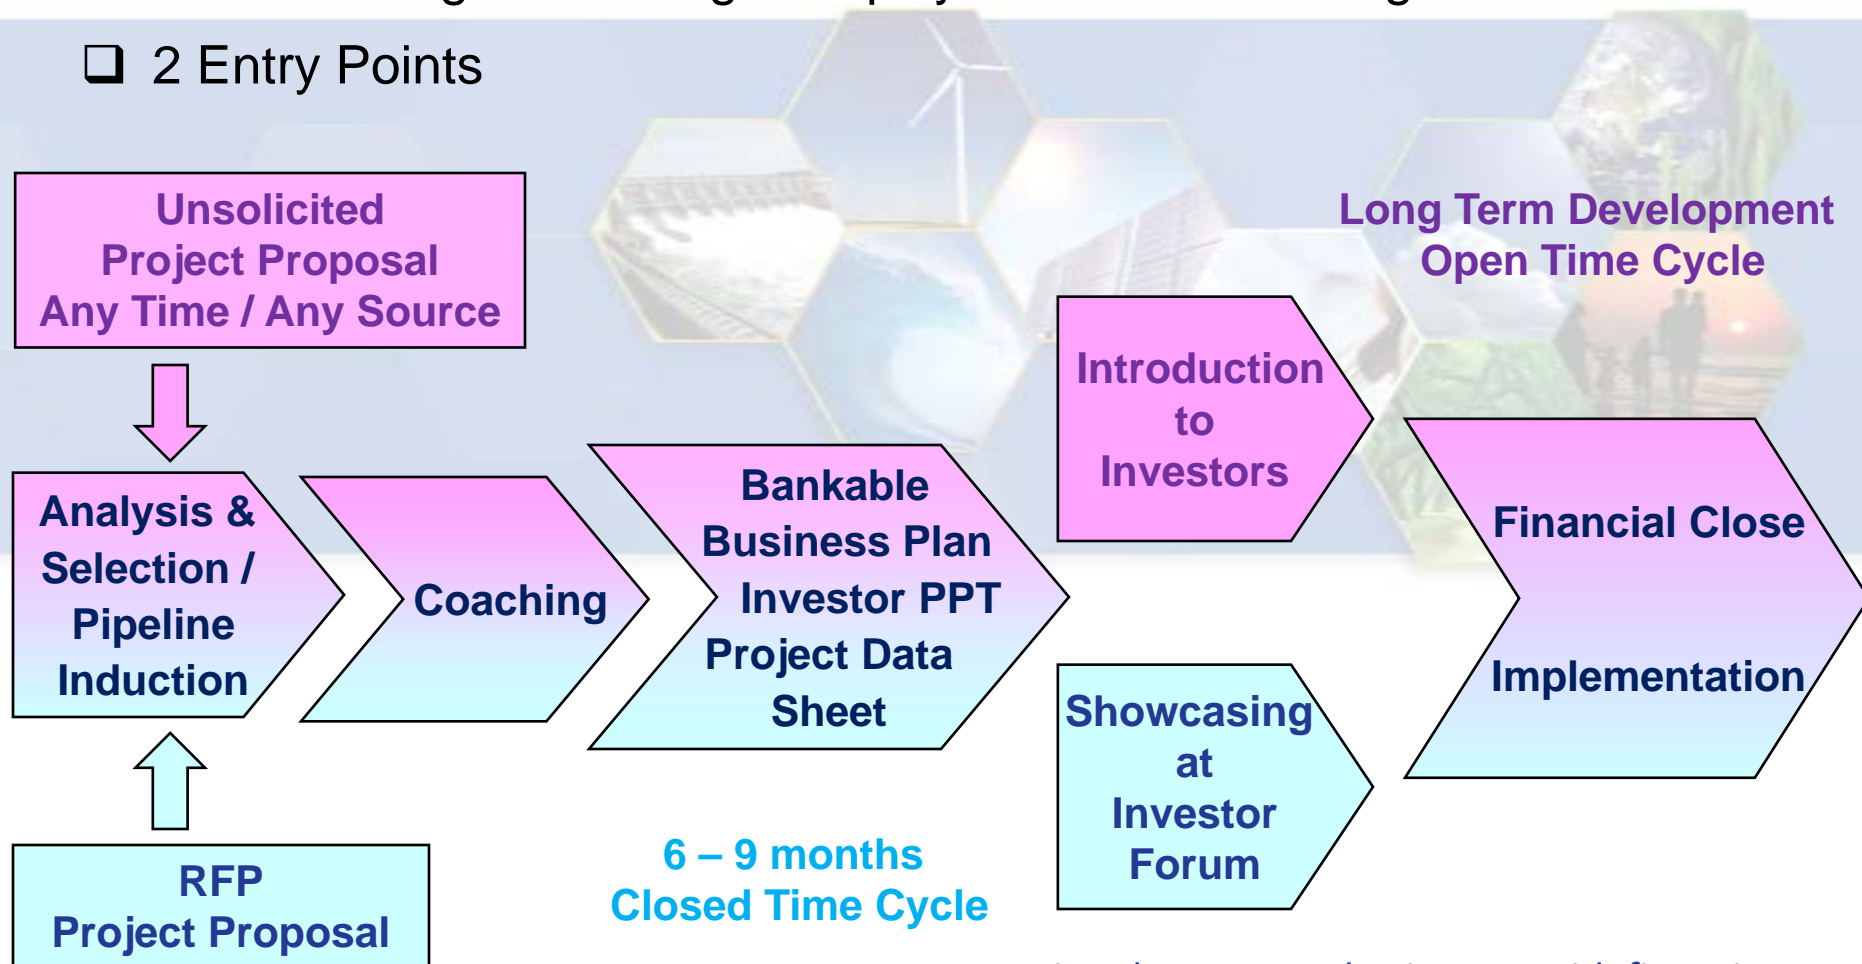 ❑ 2 Entry Points
Unsolicited
Project Proposal
Any Time / Any Source
Long Term Development
Open Time Cycle
Introduction
to
Investors
Analysis &
Selection /
Pipeline
Induction
Coaching
Bankable
Business Plan
Investor PPT
Project Data
Sheet
Financial Close
Implementation
Showcasing
at
Investor
Forum
6 – 9 months
Closed Time Cycle
RFP
Project Proposal